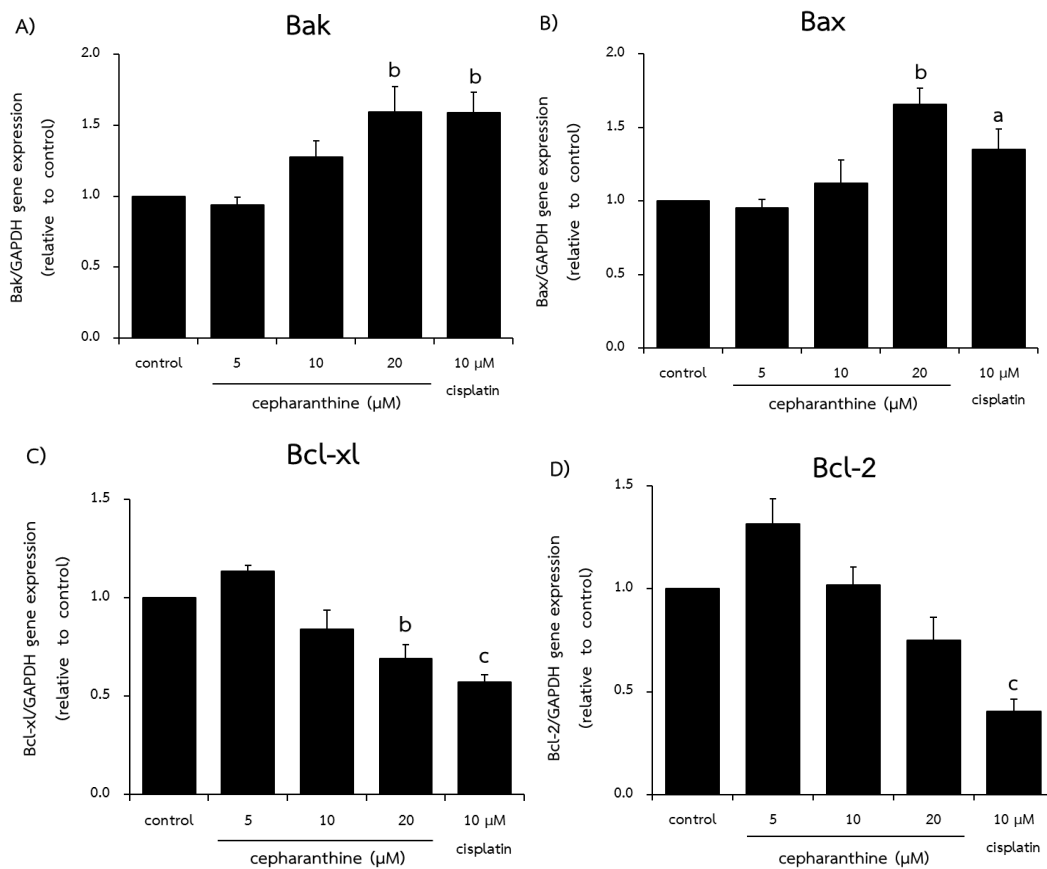 A)
Bak
Bak/GAPDH gene expression
(relative to control)
2.0
1.5
1.0
0.5
0.0
b
b
control
5
10
20
10 µM
cisplatin
cepharanthine (µM)
B)
Bax
Bax/GAPDH gene expression
(relative to control)
2.0
1.5
1.0
0.5
0.0
b
a
control
5
10
20
10 µM
cisplatin
cepharanthine (µM)
C)
Bcl-xl
Bcl-xl/GAPDH gene expression
(relative to control)
1.5
1.0
0.5
0.0
b
c
control
5
10
20
10 µM
cisplatin
cepharanthine (µM)
D)
Bcl-2
Bcl-2/GAPDH gene expression
(relative to control)
1.5
1.0
0.5
0.0
c
control
5
10
20
10 µM
cisplatin
cepharanthine (µM)